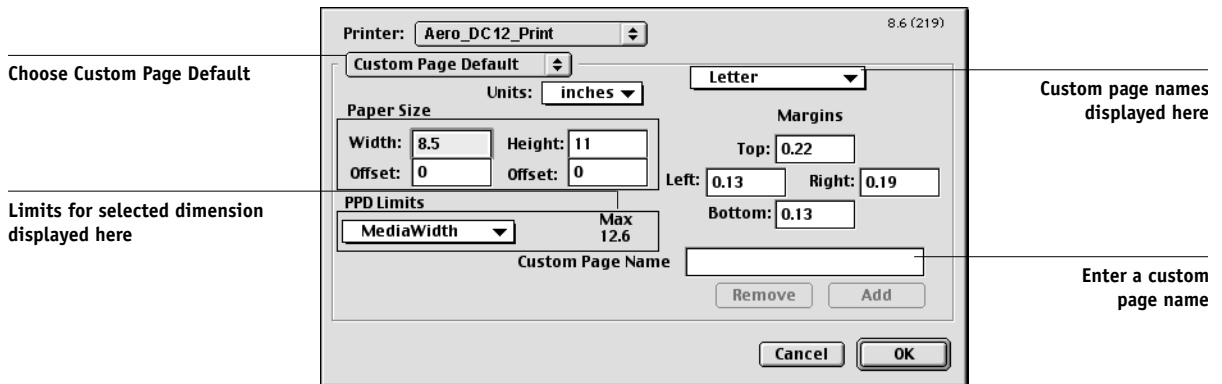 8.6 (219)
Printer: Aero_DC12_Print
Choose Custom Page Default
Custom Page Default
Letter
Custom page names
displayed here
Units: inches
Paper Size
Width: 8.5 Height: 11
Offset: 0 Offset: 0
Margins
Top: 0.22
Left: 0.13 Right: 0.19
Bottom: 0.13
Limits for selected dimension
displayed here
PPD Limits
MediaWidth
Max
12.6
Custom Page Name
Enter a custom
page name
Remove Add
Cancel OK